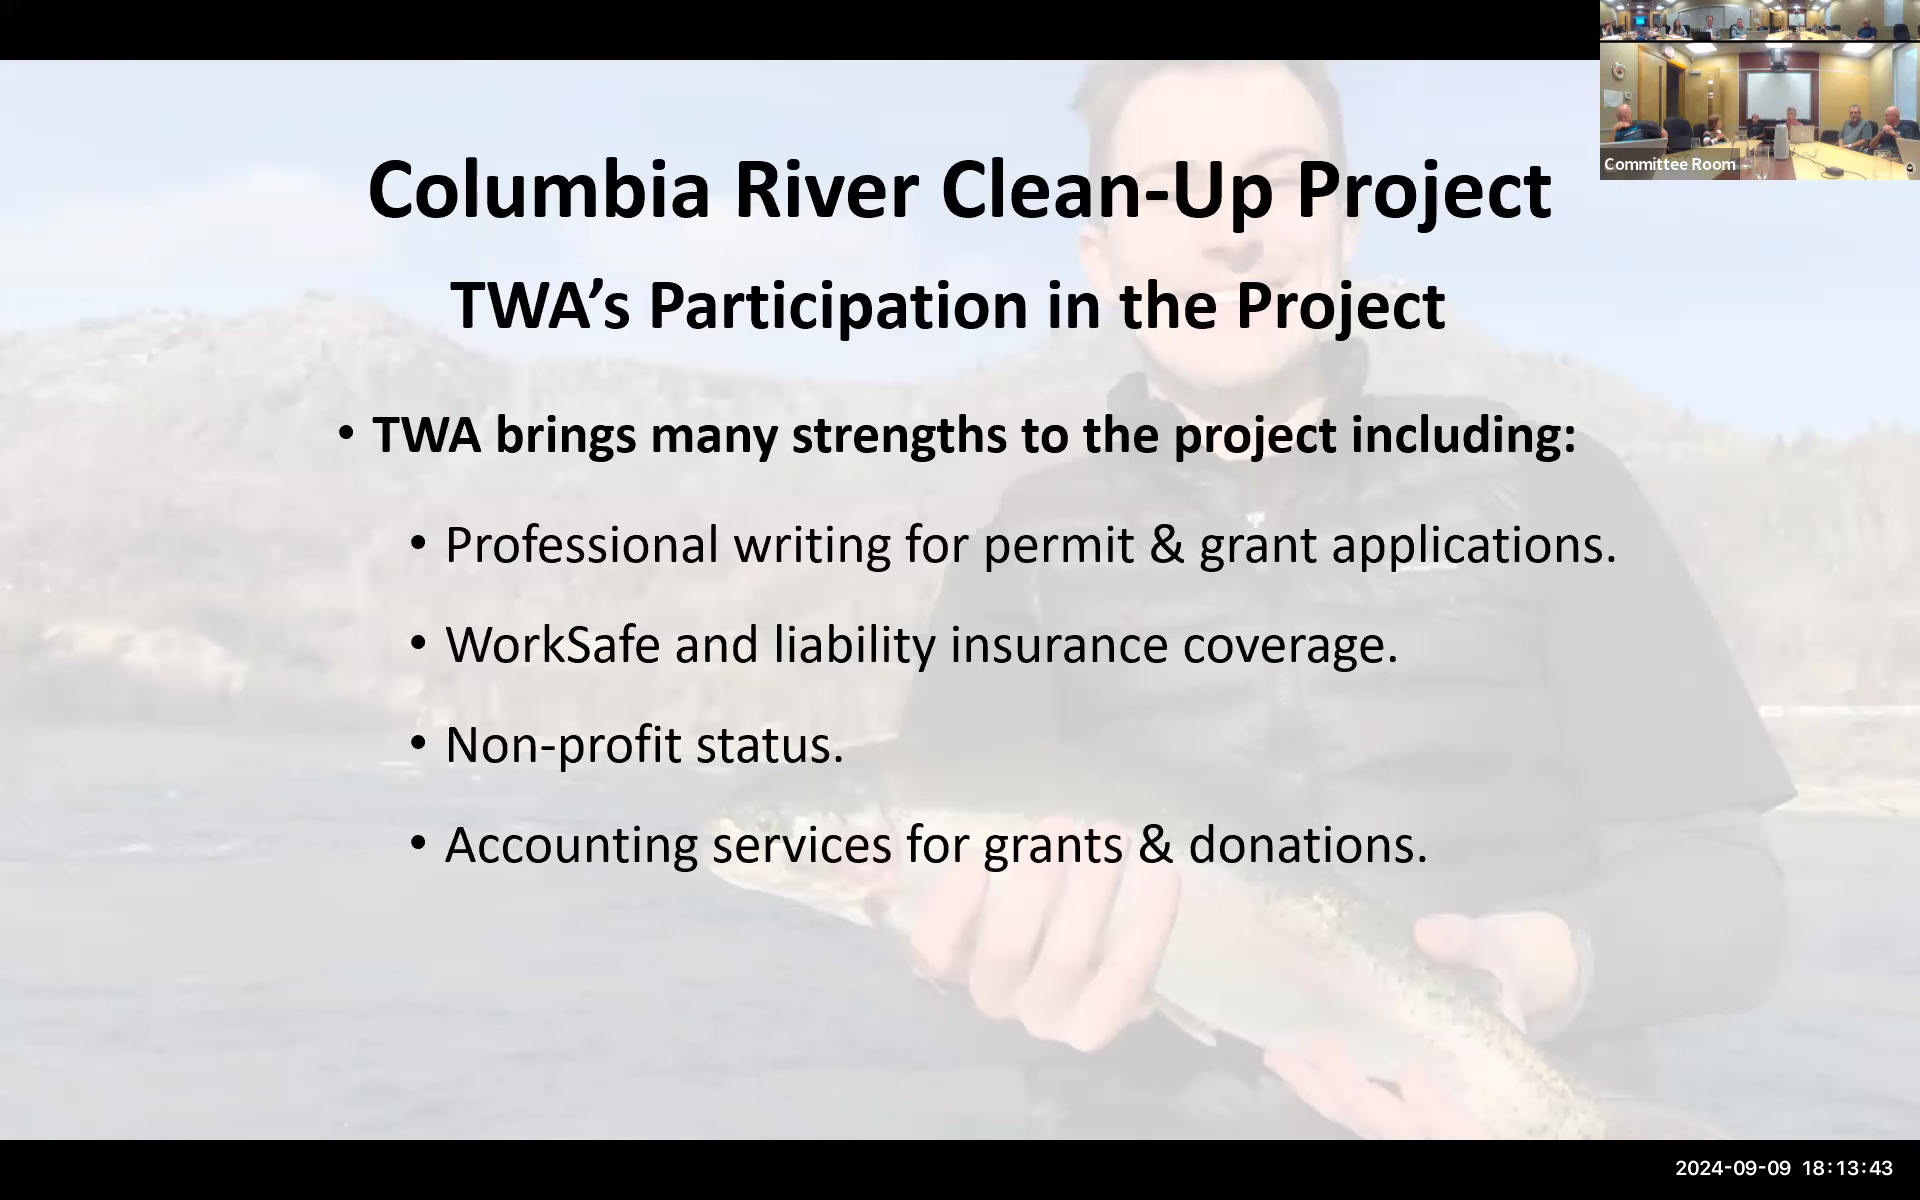 Columbia River Clean-Up Project
TWA’s Participation in the Project
• TWA brings many strengths to the project including:
• Professional writing for permit & grant applications.
• WorkSafe and liability insurance coverage.
• Non-profit status.
• Accounting services for grants & donations.
Committee Room
2024-09-09 18:13:43